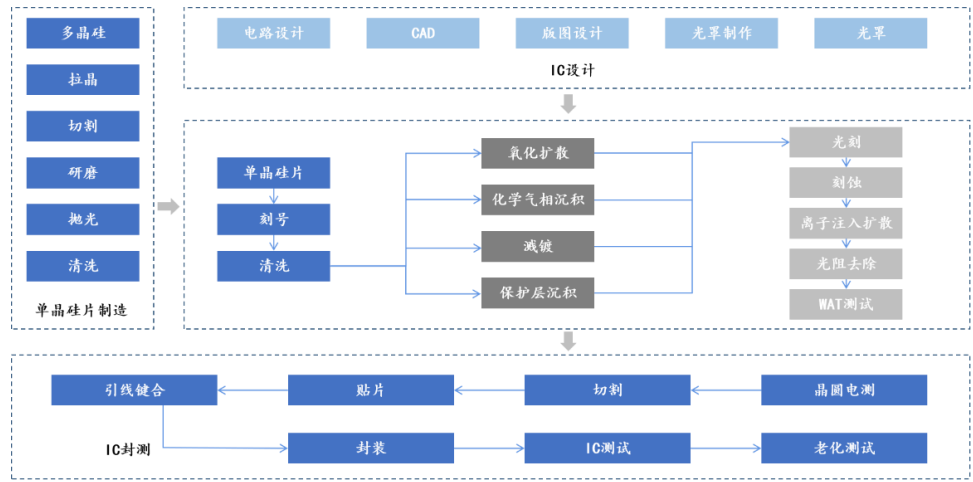 多晶硅
拉晶
切割
研磨
抛光
清洗
单晶硅片制造
电路设计
CAD
版图设计
光罩制作
光罩
IC设计
单晶硅片
刻号
清洗
氧化扩散
化学气相沉积
溅镀
保护层沉积
光刻
刻蚀
离子注入扩散
光阻去除
WAT测试
引线键合
贴片
切割
晶圆电测
IC封测
封装
IC测试
老化测试